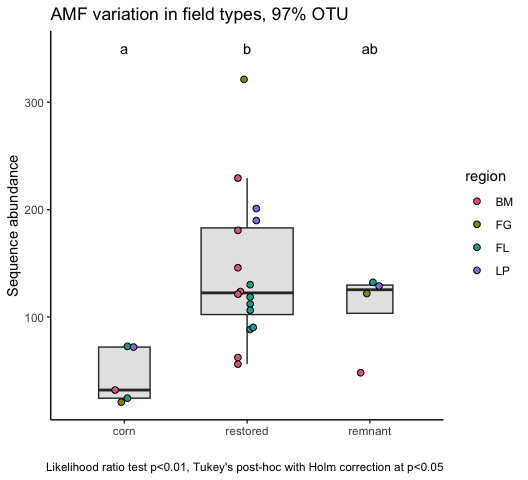 AMF variation in field types, 97% OTU
a b ab
300
200
100
Sequence abundance
region
BM
FG
FL
LP
corn restored remnant
Likelihood ratio test p<0.01, Tukey's post-hoc with Holm correction at p<0.05